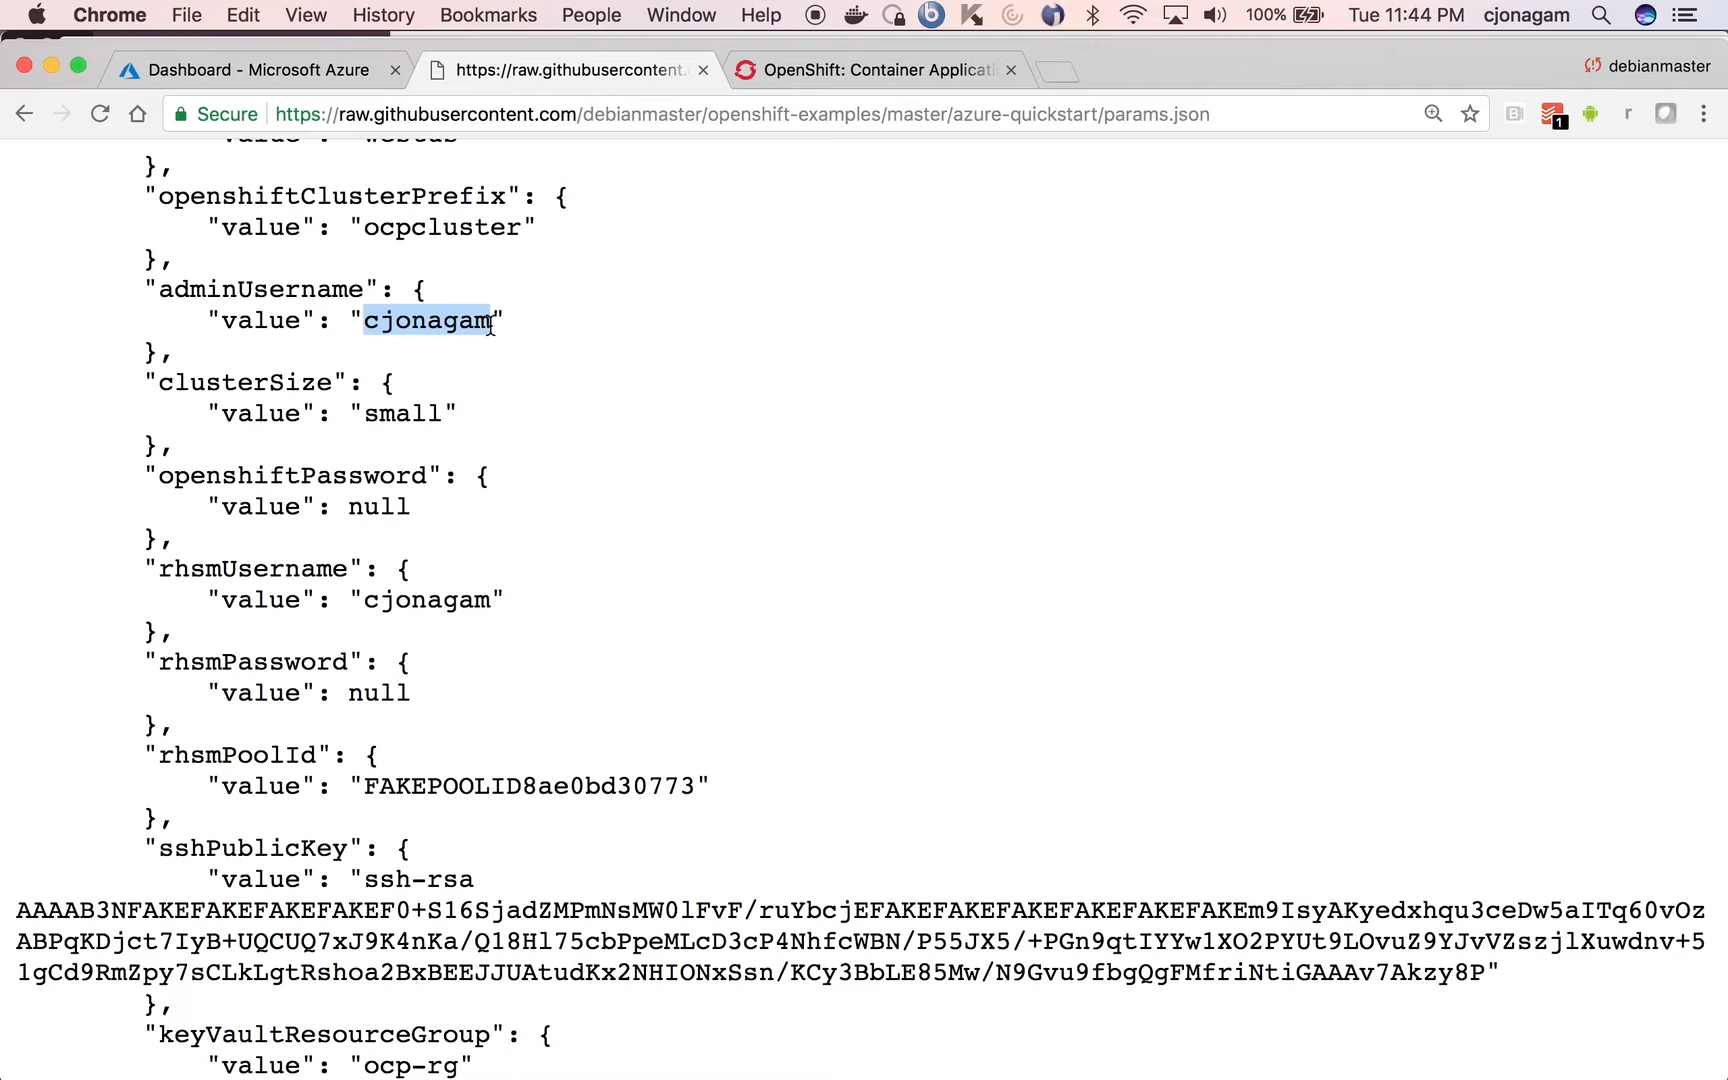 Chrome File Edit View History Bookmarks People Window Help 100% Tue 11:44 PM cjonagam
Dashboard - Microsoft Azure https://raw.githubusercontent. OpenShift: Container Applicati debianmaster
Secure https://raw.githubusercontent.com/debianmaster/openshift-examples/master/azure-quickstart/params.json 1 r
},
"openshiftClusterPrefix": {
"value": "ocpcluster"
},
"adminUsername": {
"value": "cjonagam"
},
"clusterSize": {
"value": "small"
},
"openshiftPassword": {
"value": null
},
"rhsmUsername": {
"value": "cjonagam"
},
"rhsmPassword": {
"value": null
},
"rhsmPoolId": {
"value": "FAKEPOOLID8ae0bd30773"
},
"sshPublicKey": {
"value": "ssh-rsa
AAAAB3NFAKEFAKEFAKEFAKEF0+S16SjadZMPmNsMW0lFvF/ruYbcjEFAKEFAKEFAKEFAKEFAKEFAKEm9IsyAKyedxhqu3ceDw5aITq60vOz
ABPqKDjct7IyB+UQCUQ7xJ9K4nKa/Q18Hl75cbPpeMLcD3cP4NhfcWBN/P55JX5/+PGn9qtIYYw1XO2PYUt9LOvuZ9YJvVZszjlXuwdnv+5
1gCd9RmZpy7sCLkLgtRshoa2BxBEEJJUAtudKx2NHIONxSsn/KCy3BbLE85Mw/N9Gvu9fbgQgFMfriNtiGAAAv7Akzy8P"
},
"keyVaultResourceGroup": {
"value": "ocp-rg"